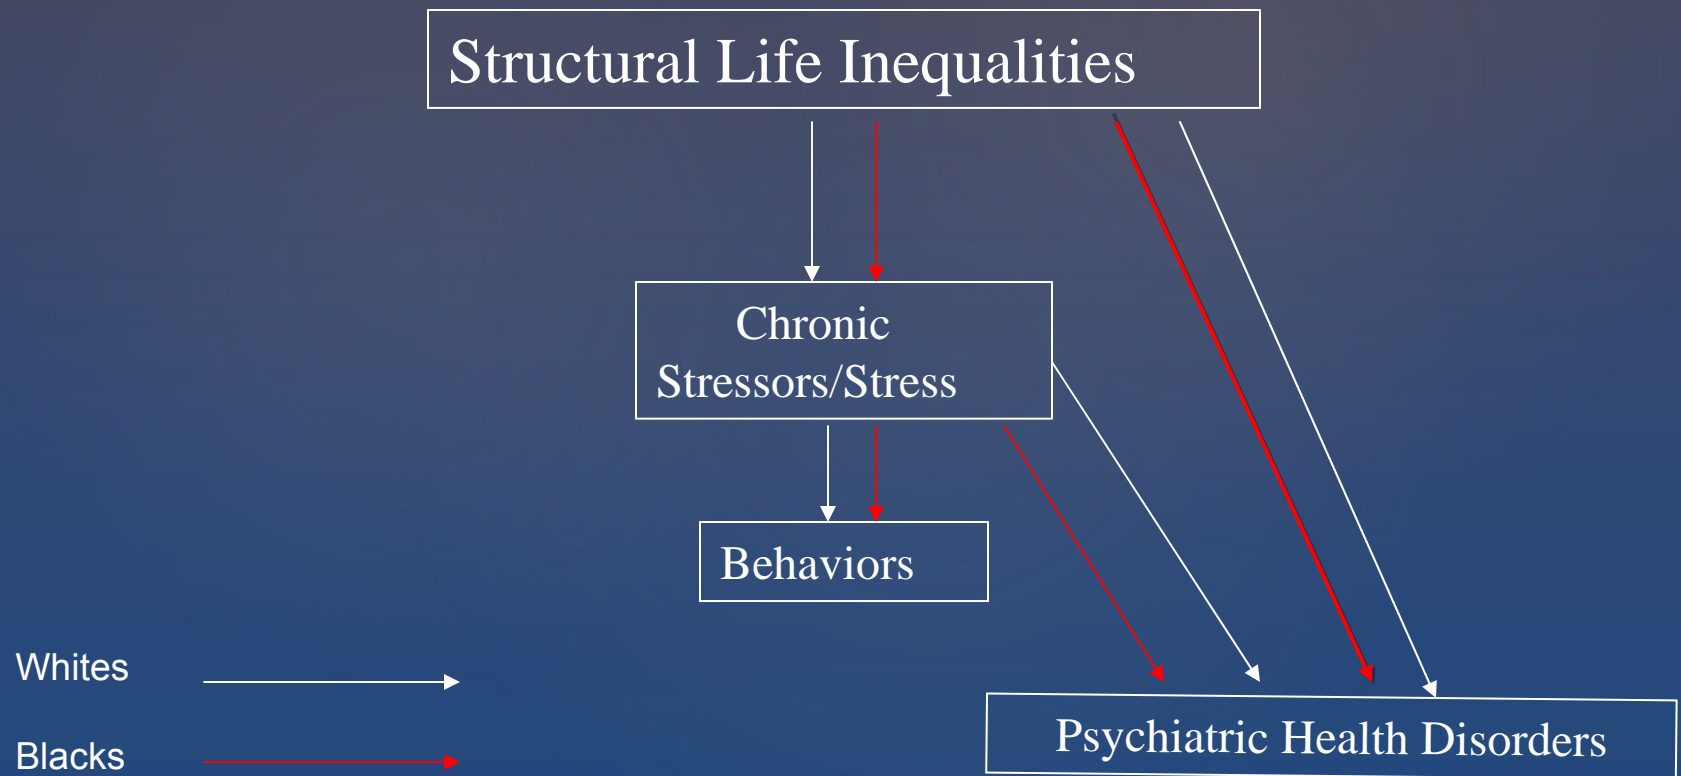 Structural Life Inequalities
Chronic
Stressors/Stress
Behaviors
Whites
Blacks
Psychiatric Health Disorders